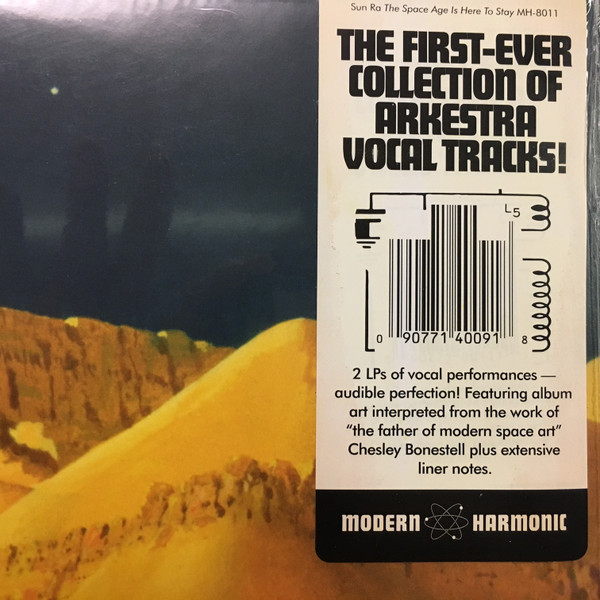 Sun Ra The Space Age Is Here To Stay MH-8011
THE FIRST-EVER
COLLECTION OF
ARKESTRA
VOCAL TRACKS!
L5
0 90771 40091 8
2 LPs of vocal performances —
audible perfection! Featuring album
art interpreted from the work of
“the father of modern space art”
Chesley Bonestell plus extensive
liner notes.
MODERN HARMONIC